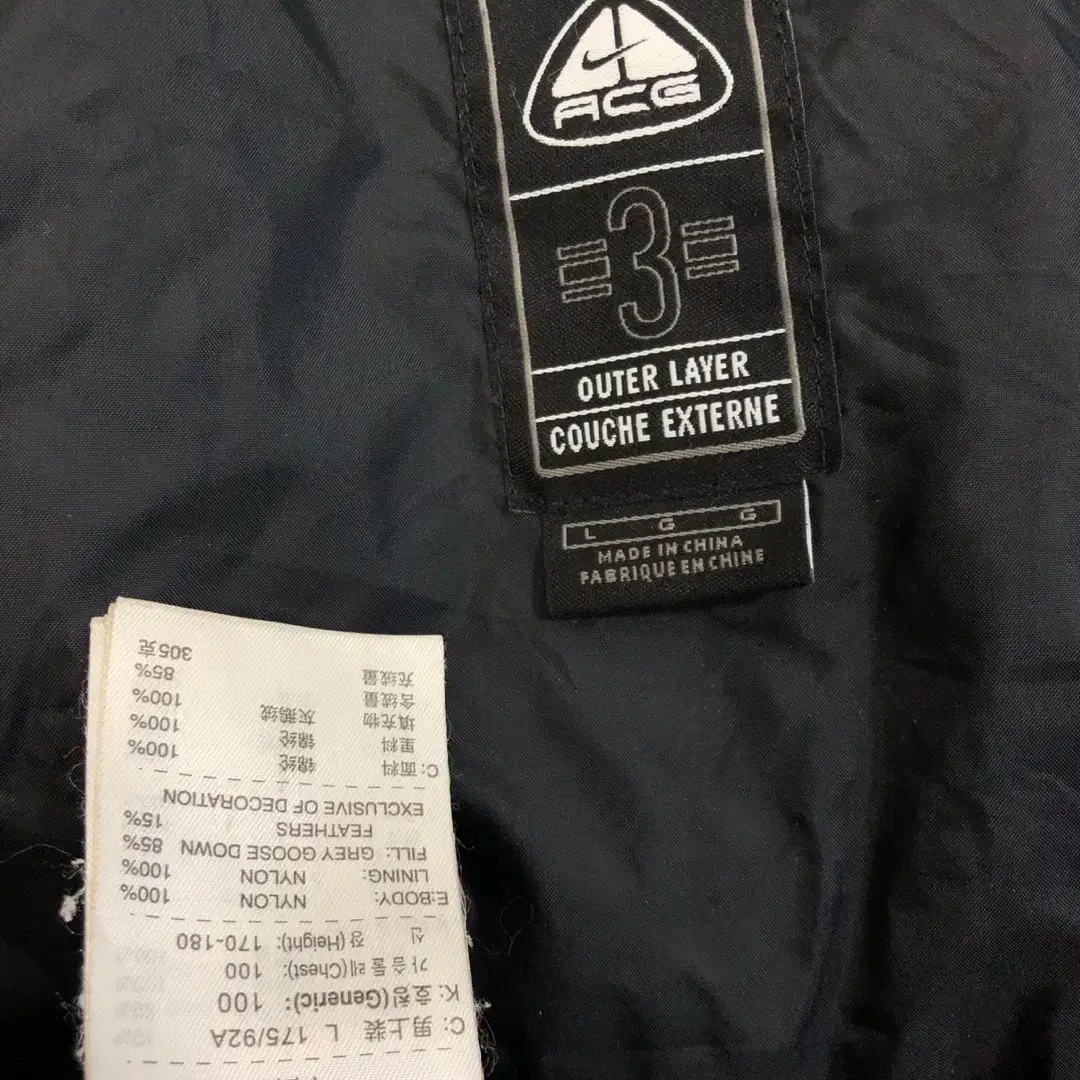 ACG
3
OUTER LAYER
COUCHE EXTERNE
L G G
MADE IN CHINA
FABRIQUE EN CHINE
C: 男上装 L 175/92A
K: 호칭(Generic): 100
가슴둘레(Chest): 100
신 장(Height): 170-180
E:BODY: NYLON 100%
LINING: NYLON 100%
FILL: GREY GOOSE DOWN 85%
FEATHERS 15%
EXCLUSIVE OF DECORATION
C:面料 锦纶 100%
里料 锦纶 100%
填充物 灰鹅绒 100%
含绒量 85%
充绒量 305克